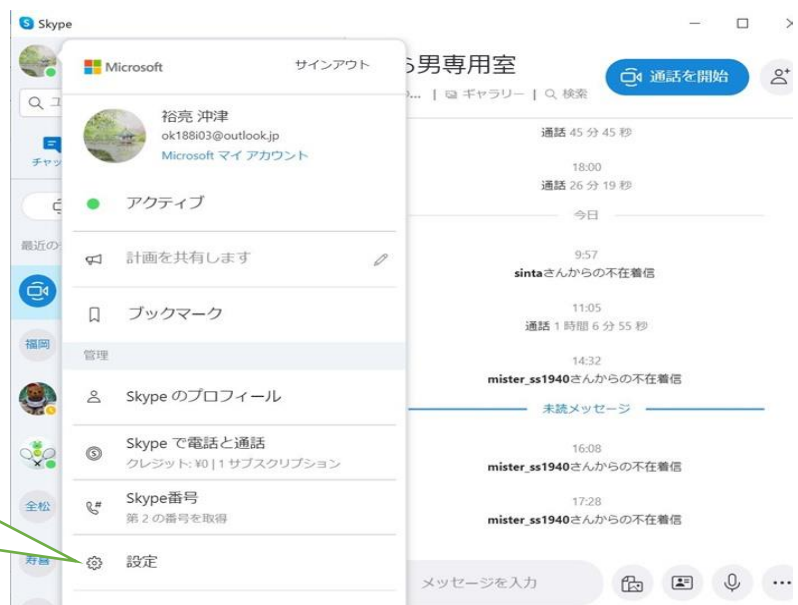 Skype
Microsoft
サインアウト
裕亮 沖津
ok188i03@outlook.jp
Microsoft マイ アカウント
アクティブ
計画を共有します
ブックマーク
管理
Skype のプロフィール
Skype で電話と通話
クレジット: ¥0 | 1 サブスクリプション
Skype番号
第 2 の番号を取得
設定
チャッ
最近の
福岡
全松
男専用室
通話を開始
... | ギャラリー | 検索
通話 45 分 45 秒
18:00
通話 26 分 19 秒
今日
9:57
sintaさんからの不在着信
11:05
通話 1 時間 6 分 55 秒
14:32
mister_ss1940さんからの不在着信
未読メッセージ
16:08
mister_ss1940さんからの不在着信
17:28
mister_ss1940さんからの不在着信
メッセージを入力